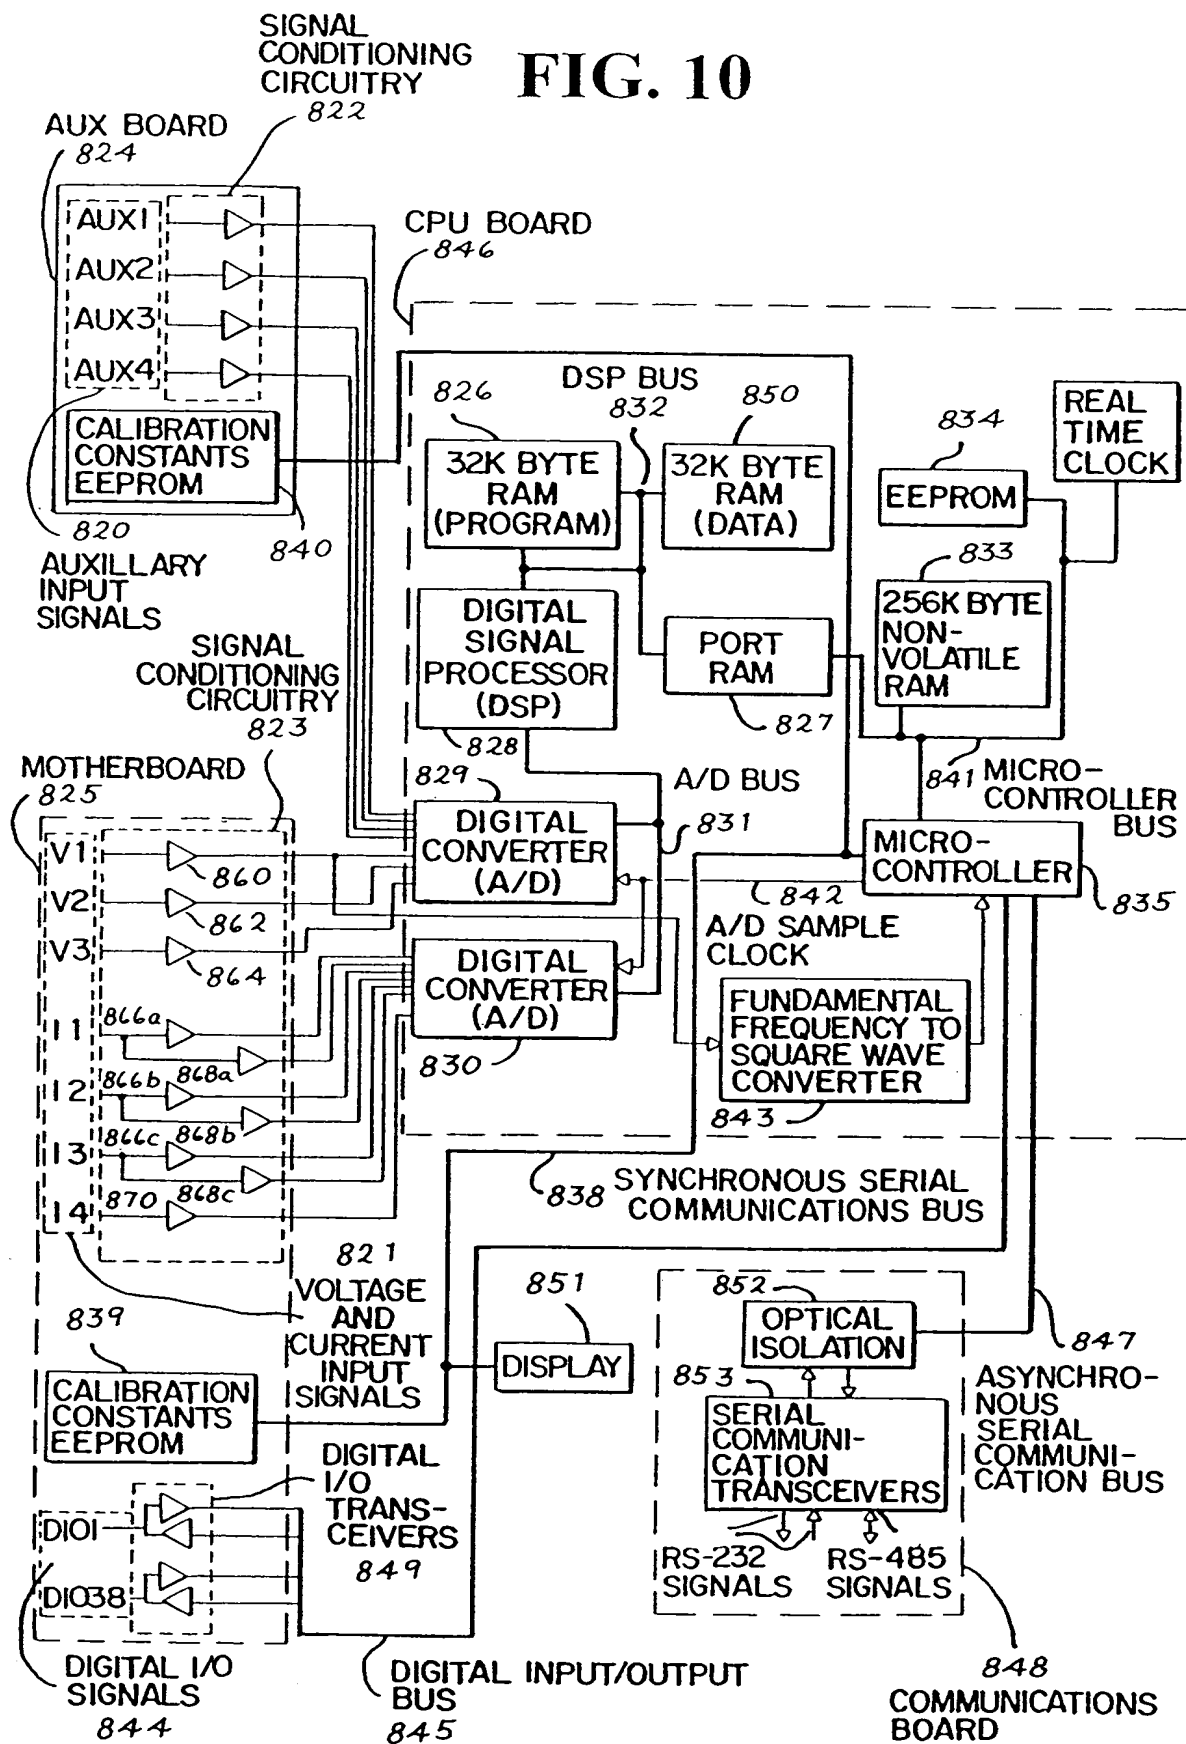 FIG. 10
SIGNAL
CONDITIONING
CIRCUITRY
822
AUX BOARD
824
AUX1
AUX2
AUX3
AUX4
CALIBRATION
CONSTANTS
EEPROM
820
840
AUXILLARY
INPUT
SIGNALS
CPU BOARD
846
DSP BUS
826
832
850
32K BYTE
RAM
(PROGRAM)
32K BYTE
RAM
(DATA)
834
EEPROM
REAL
TIME
CLOCK
833
256K BYTE
NON-
VOLATILE
RAM
DIGITAL
SIGNAL
PROCESSOR
(DSP)
828
PORT
RAM
827
841
MICRO-
CONTROLLER
BUS
SIGNAL
CONDITIONING
CIRCUITRY
823
MOTHERBOARD
825
V1
860
V2
862
V3
864
I1
866a
868a
I2
866b
868b
I3
866c
868c
I4
870
829
DIGITAL
CONVERTER
(A/D)
A/D BUS
831
MICRO-
CONTROLLER
835
842
A/D SAMPLE
CLOCK
DIGITAL
CONVERTER
(A/D)
830
FUNDAMENTAL
FREQUENCY TO
SQUARE WAVE
CONVERTER
843
838
SYNCHRONOUS SERIAL
COMMUNICATIONS BUS
821
VOLTAGE
AND
CURRENT
INPUT
SIGNALS
839
CALIBRATION
CONSTANTS
EEPROM
851
DISPLAY
852
OPTICAL
ISOLATION
853
SERIAL
COMMUNI-
CATION
TRANSCEIVERS
RS-232
SIGNALS
RS-485
SIGNALS
847
ASYNCHRO-
NOUS
SERIAL
COMMUNI-
CATION BUS
DIGITAL
I/O
TRANS-
CEIVERS
849
DIO1
DIO38
DIGITAL I/O
SIGNALS
844
DIGITAL INPUT/OUTPUT
BUS
845
848
COMMUNICATIONS
BOARD